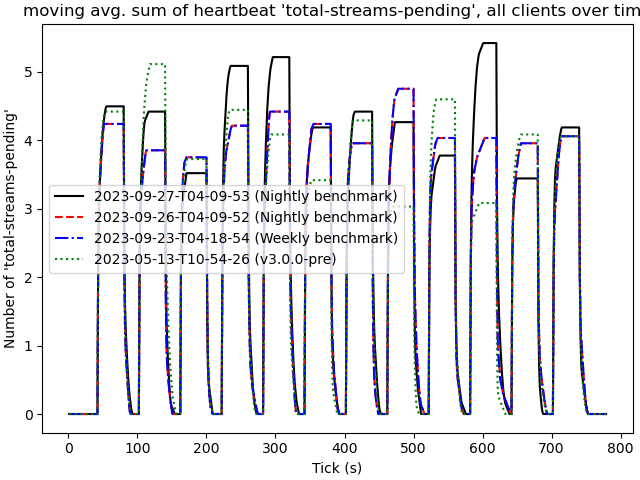 moving avg. sum of heartbeat 'total-streams-pending', all clients over tim
Number of 'total-streams-pending'
5
4
3
2
1
0
2023-09-27-T04-09-53 (Nightly benchmark)
2023-09-26-T04-09-52 (Nightly benchmark)
2023-09-23-T04-18-54 (Weekly benchmark)
2023-05-13-T10-54-26 (v3.0.0-pre)
0 100 200 300 400 500 600 700 800
Tick (s)